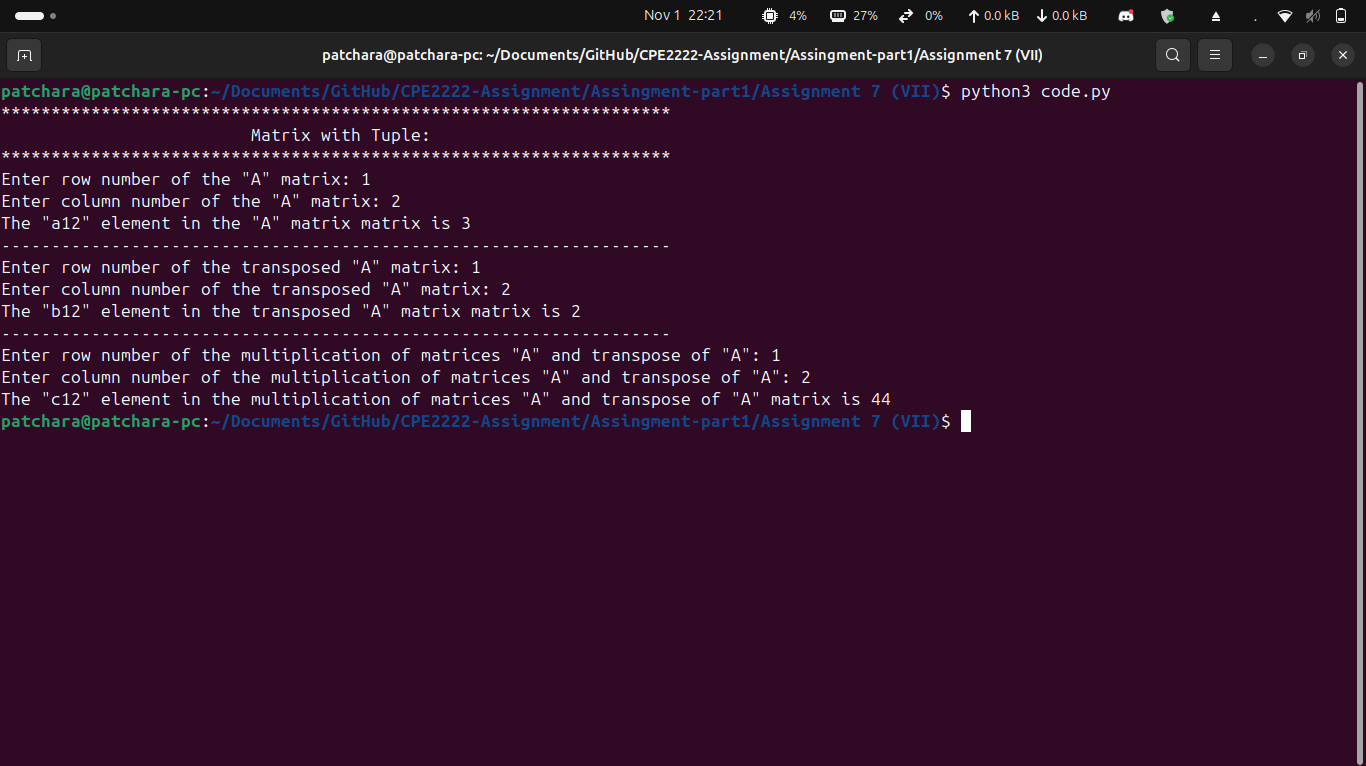 Nov 1 22:21 4% 27% 0% 0.0 kB 0.0 kB
patchara@patchara-pc: ~/Documents/GitHub/CPE2222-Assignment/Assingment-part1/Assignment 7 (VII)
patchara@patchara-pc:~/Documents/GitHub/CPE2222-Assignment/Assingment-part1/Assignment 7 (VII)$ python3 code.py
*******************************************************************
Matrix with Tuple:
*******************************************************************
Enter row number of the "A" matrix: 1
Enter column number of the "A" matrix: 2
The "a12" element in the "A" matrix matrix is 3
-------------------------------------------------------------------
Enter row number of the transposed "A" matrix: 1
Enter column number of the transposed "A" matrix: 2
The "b12" element in the transposed "A" matrix matrix is 2
-------------------------------------------------------------------
Enter row number of the multiplication of matrices "A" and transpose of "A": 1
Enter column number of the multiplication of matrices "A" and transpose of "A": 2
The "c12" element in the multiplication of matrices "A" and transpose of "A" matrix is 44
patchara@patchara-pc:~/Documents/GitHub/CPE2222-Assignment/Assingment-part1/Assignment 7 (VII)$